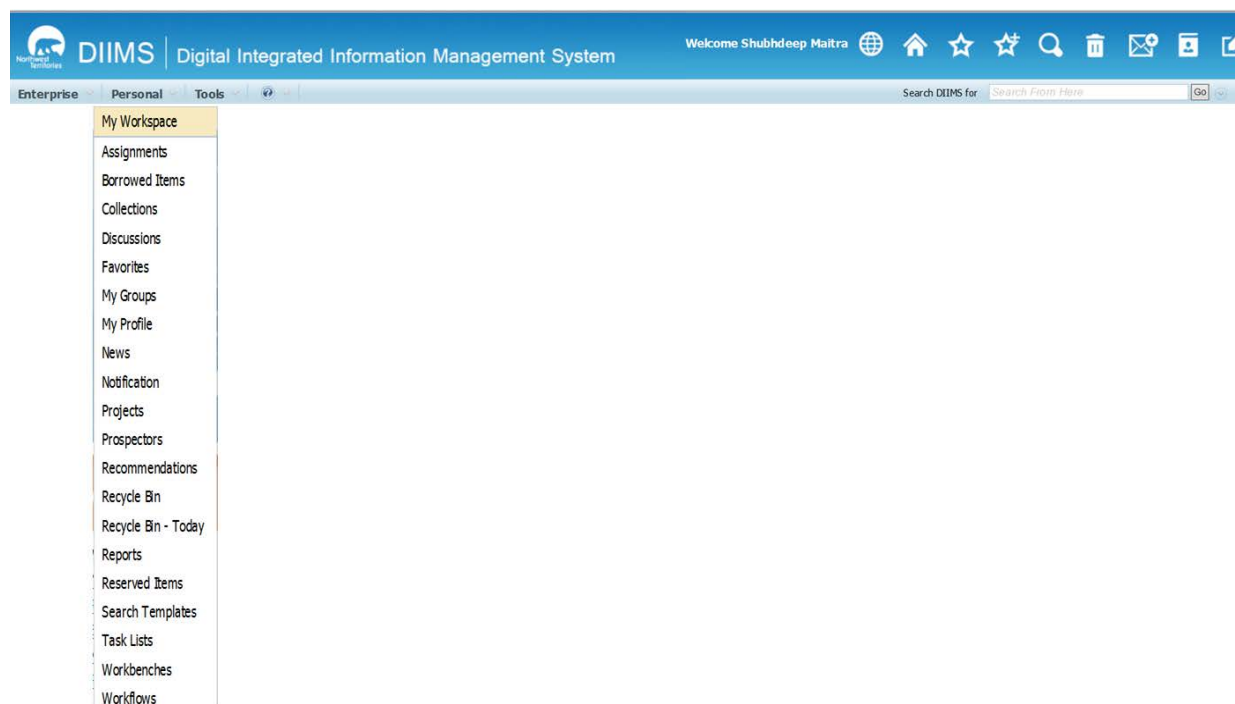 Northwest
Territories
DIIMS | Digital Integrated Information Management System
Welcome Shubhdeep Maitra
Enterprise Personal Tools
Search DIIMS for Search From Here Go
My Workspace
Assignments
Borrowed Items
Collections
Discussions
Favorites
My Groups
My Profile
News
Notification
Projects
Prospectors
Recommendations
Recycle Bin
Recycle Bin - Today
Reports
Reserved Items
Search Templates
Task Lists
Workbenches
Workflows